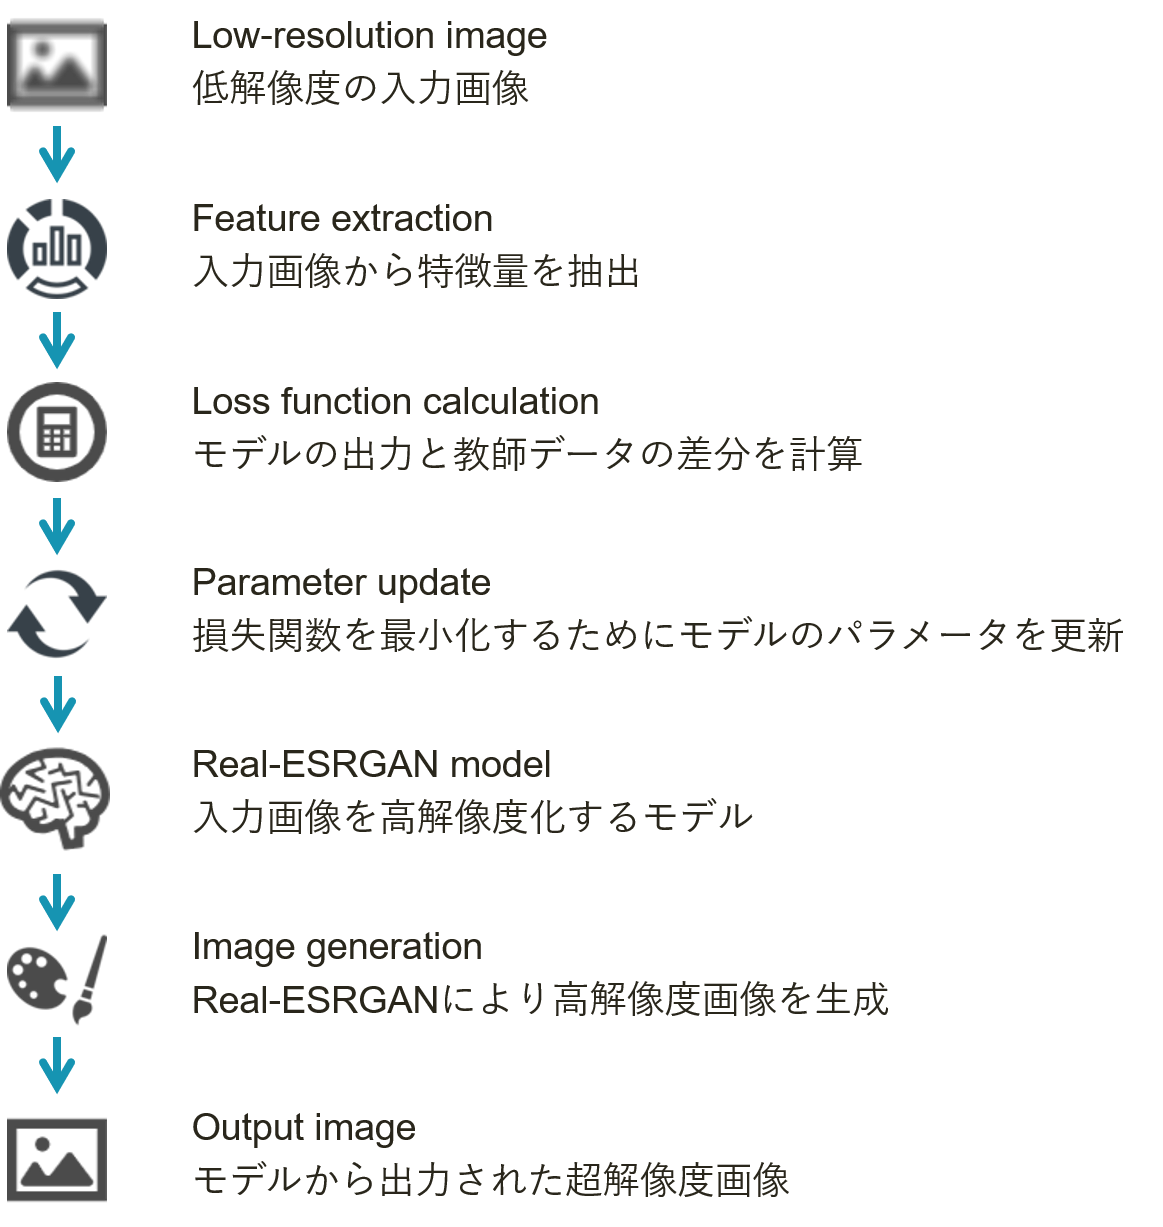 Low-resolution image
低解像度の入力画像
Feature extraction
入力画像から特徴量を抽出
Loss function calculation
モデルの出力と教師データの差分を計算
Parameter update
損失関数を最小化するためにモデルのパラメータを更新
Real-ESRGAN model
入力画像を高解像度化するモデル
Image generation
Real-ESRGANにより高解像度画像を生成
Output image
モデルから出力された超解像度画像